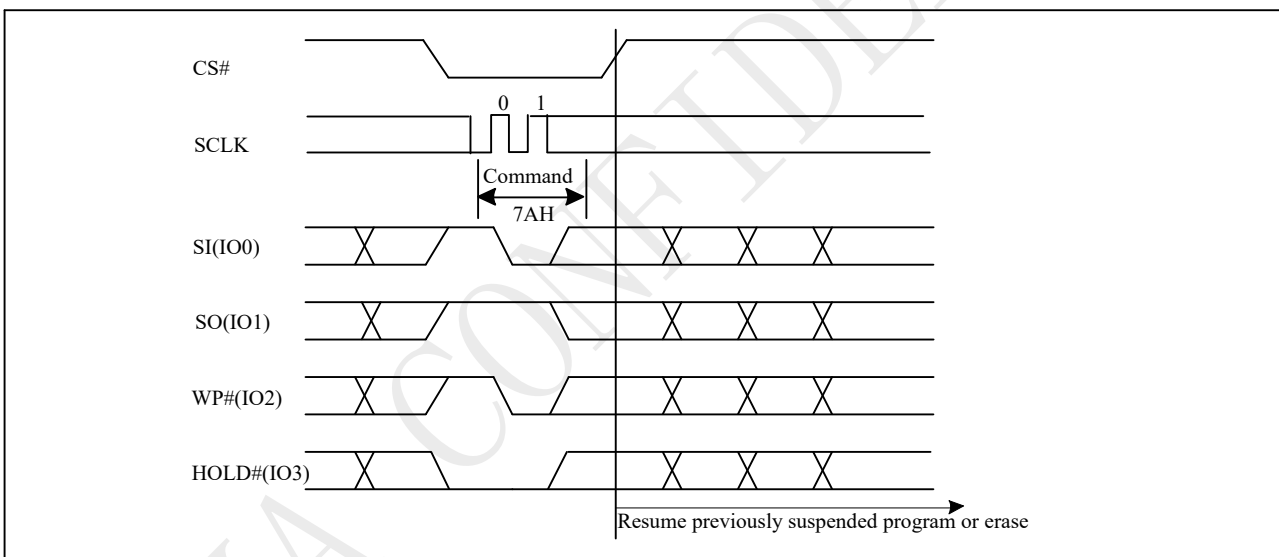 CS#
0 1
SCLK
Command
7AH
SI(IO0)
SO(IO1)
WP#(IO2)
HOLD#(IO3)
Resume previously suspended program or erase